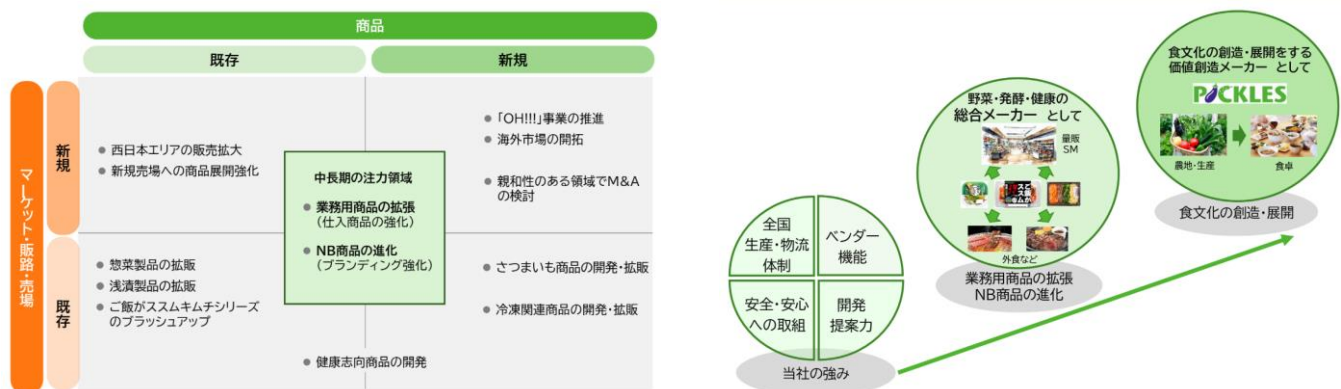 商品
既存
新規
マーケット・販路・売場
新規
既存
● 西日本エリアの販売拡大
● 新規売場への商品展開強化
● 「OH!!!」事業の推進
● 海外市場の開拓
● 親和性のある領域でM&A
の検討
中長期の注力領域
● 業務用商品の拡張
(仕入商品の強化)
● NB商品の進化
(ブランディング強化)
● 惣菜製品の拡販
● 浅漬製品の拡販
● ご飯がススムキムチシリーズ
のブラッシュアップ
● さつまいも商品の開発・拡販
● 冷凍関連商品の開発・拡販
● 健康志向商品の開発
全国
生産・物流
体制
ベンダー
機能
安全・安心
への取組
開発
提案力
当社の強み
野菜・発酵・健康の
総合メーカー として
量販
SM
外食など
業務用商品の拡張
NB商品の進化
食文化の創造・展開をする
価値創造メーカー として
PICKLES
農地・生産
食卓
食文化の創造・展開